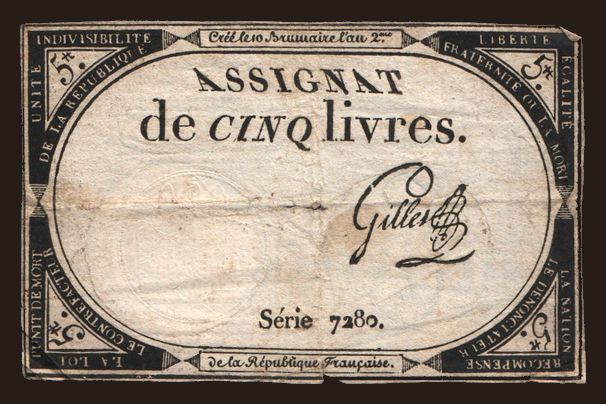 UNITÉ INDIVISIBILITÉ
DE LA RÉPUBLIQUE
5.
Créé le 10 Brumaire l'an 2.me
LIBERTÉ ÉGALITÉ
FRATERNITÉ OU LA MORT
5.
ASSIGNAT
de CINQ livres.
Gilles
Série 7280.
LA LOI PUNIT DE MORT
LE CONTREFACTEUR
5.
de la République Française.
LA NATION RÉCOMPENSE
LE DÉNONCIATEUR
5.